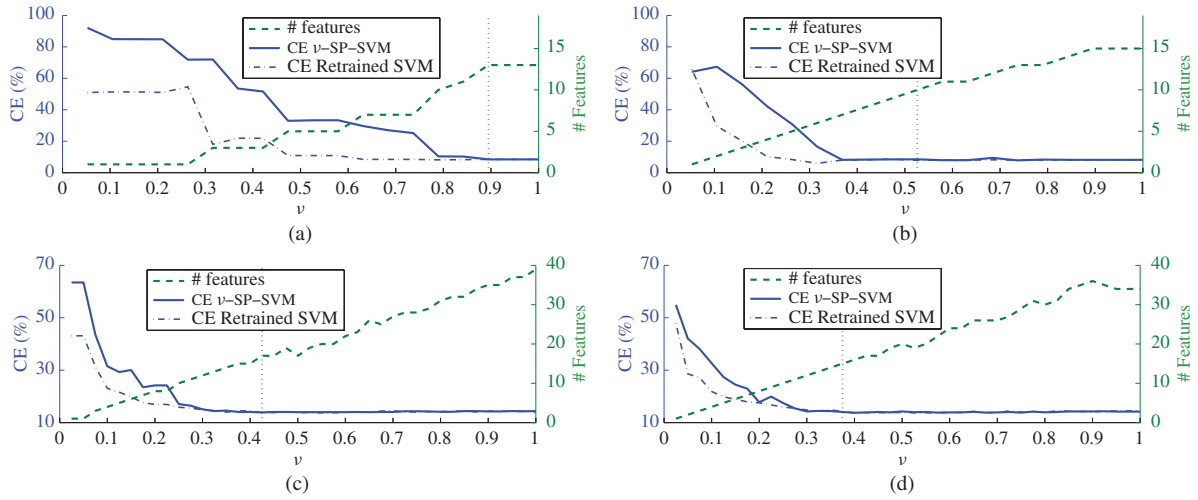 100
80
60
40
20
0
CE (%)
# features
CE ν–SP–SVM
CE Retrained SVM
15
10
5
0
# Features
0 0.1 0.2 0.3 0.4 0.5 0.6 0.7 0.8 0.9 1
ν
(a)
100
80
60
40
20
0
CE (%)
# features
CE ν–SP–SVM
CE Retrained SVM
15
10
5
0
# Features
0 0.1 0.2 0.3 0.4 0.5 0.6 0.7 0.8 0.9 1
ν
(b)
70
50
30
10
CE (%)
# features
CE ν–SP–SVM
CE Retrained SVM
40
30
20
10
0
# Features
0 0.1 0.2 0.3 0.4 0.5 0.6 0.7 0.8 0.9 1
ν
(c)
70
50
30
10
CE (%)
# features
CE ν–SP–SVM
CE Retrained SVM
40
30
20
10
0
# Features
0 0.1 0.2 0.3 0.4 0.5 0.6 0.7 0.8 0.9 1
ν
(d)